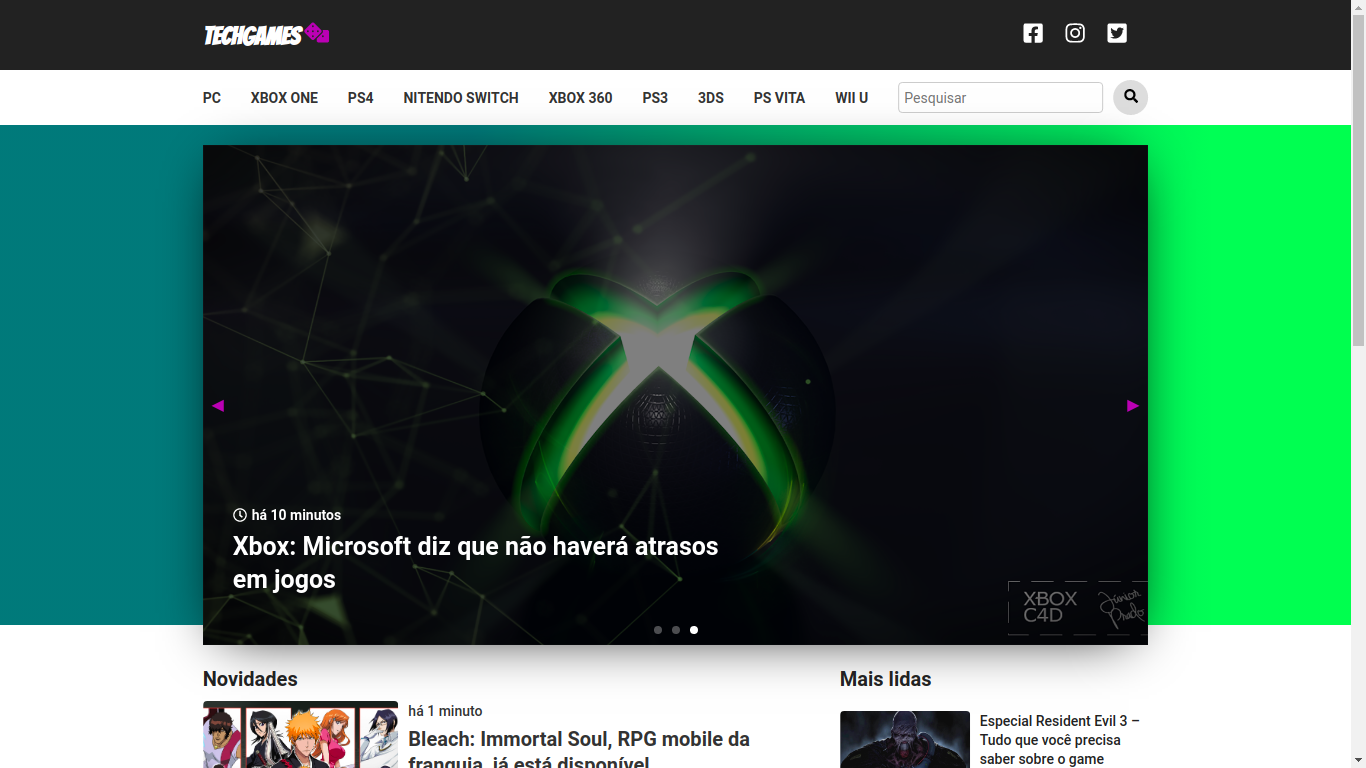 TECHGAMES
PC XBOX ONE PS4 NITENDO SWITCH XBOX 360 PS3 3DS PS VITA WII U Pesquisar
há 10 minutos
Xbox: Microsoft diz que não haverá atrasos
em jogos
XBOX
C4D
Júnior
Prado
Novidades
há 1 minuto
Bleach: Immortal Soul, RPG mobile da
franquia, já está disponível
Mais lidas
Especial Resident Evil 3 –
Tudo que você precisa
saber sobre o game